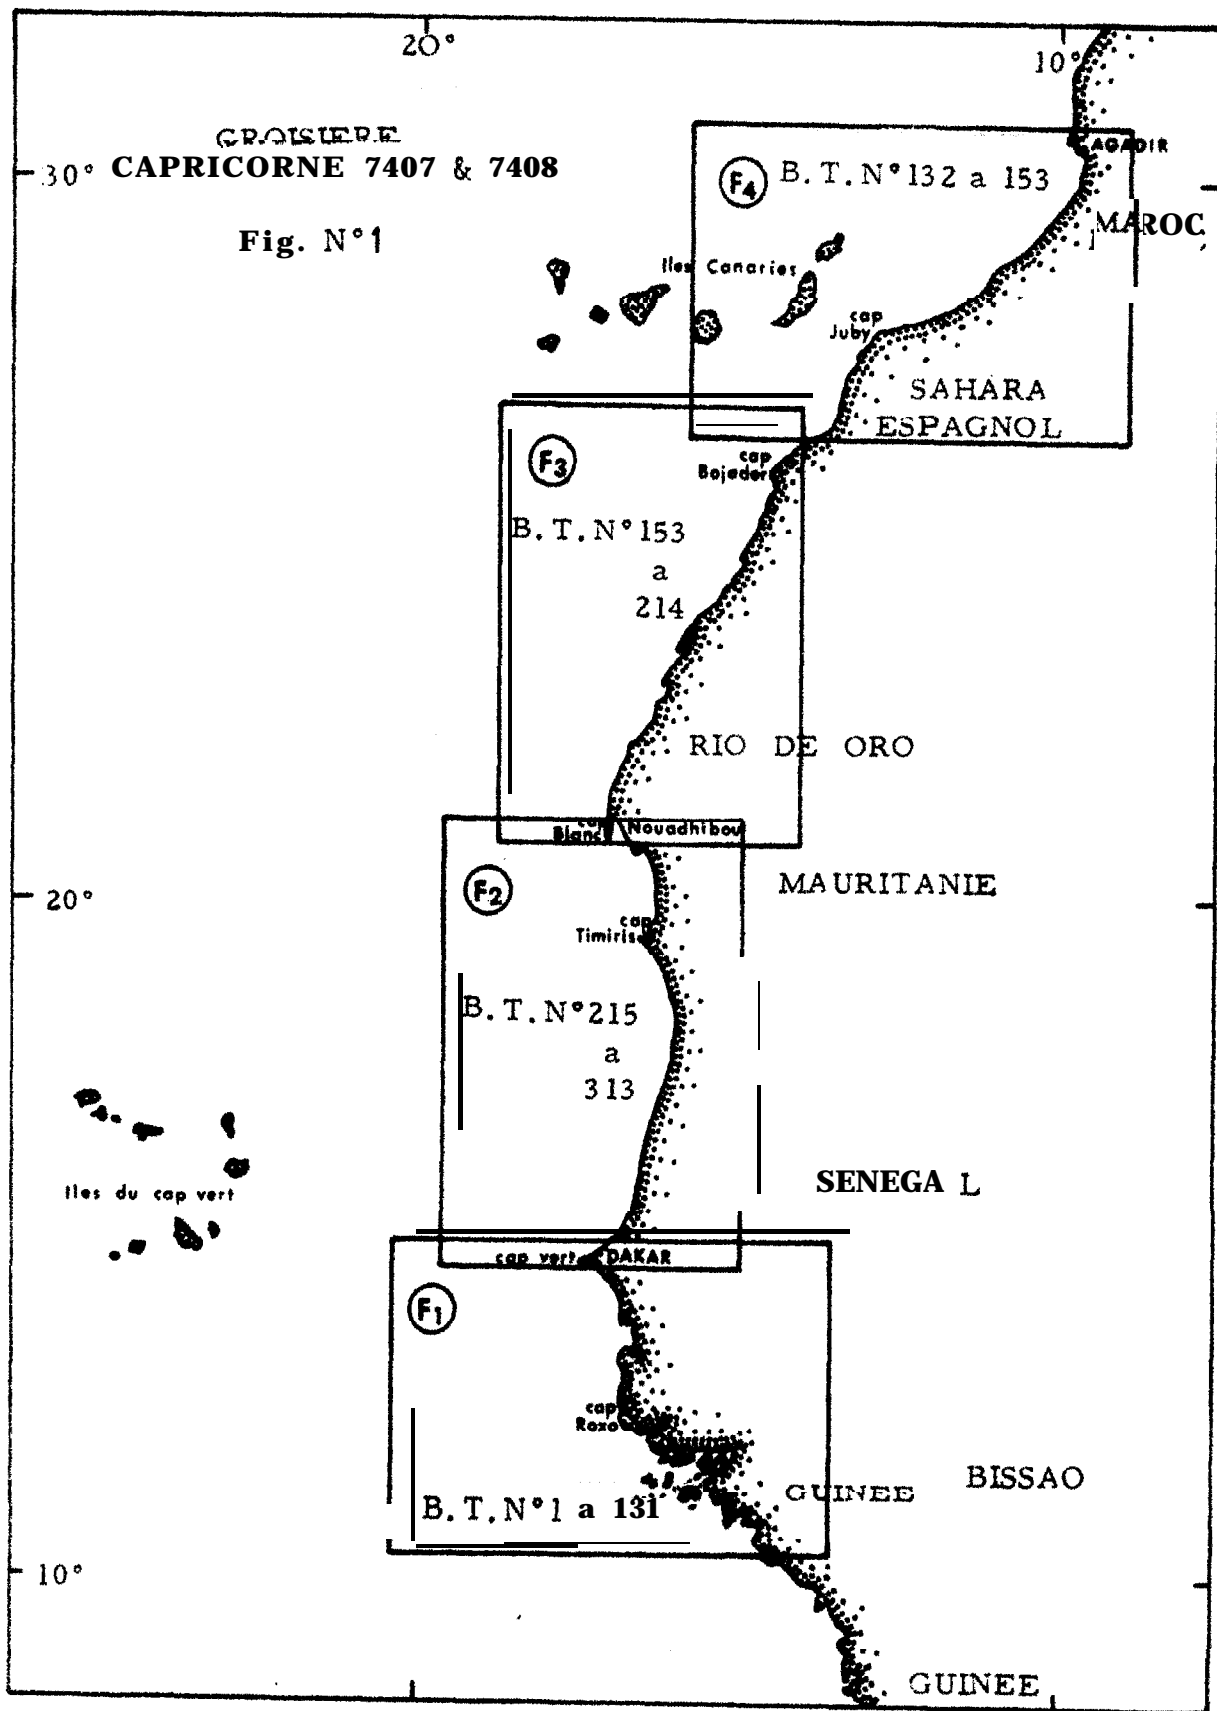 20°
10°
GROISIERE
CAPRICORNE 7407 & 7408
30°
Fig. N°1
F4
B. T. N°132 a 153
AGADIR
MAROC
Iles Canaries
cap
Juby
SAHARA
ESPAGNOL
F3
cap
Bojador
B. T. N°153
a
214
RIO DE ORO
cap
Blanc
Nouadhibou
F2
MAURITANIE
20°
cap
Timiris
B. T. N°215
a
313
Iles du cap vert
SENEGAL
cap vert
DAKAR
F1
cap
Roxo
B. T. N°1 a 131
GUINEE BISSAO
10°
GUINEE